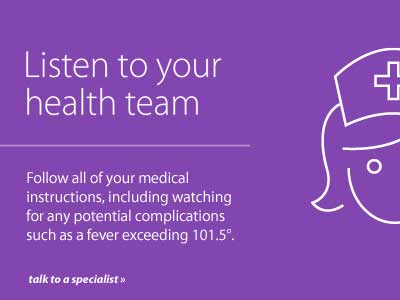 Listen to your
health team
Follow all of your medical
instructions, including watching
for any potential complications
such as a fever exceeding 101.5°.
talk to a specialist »